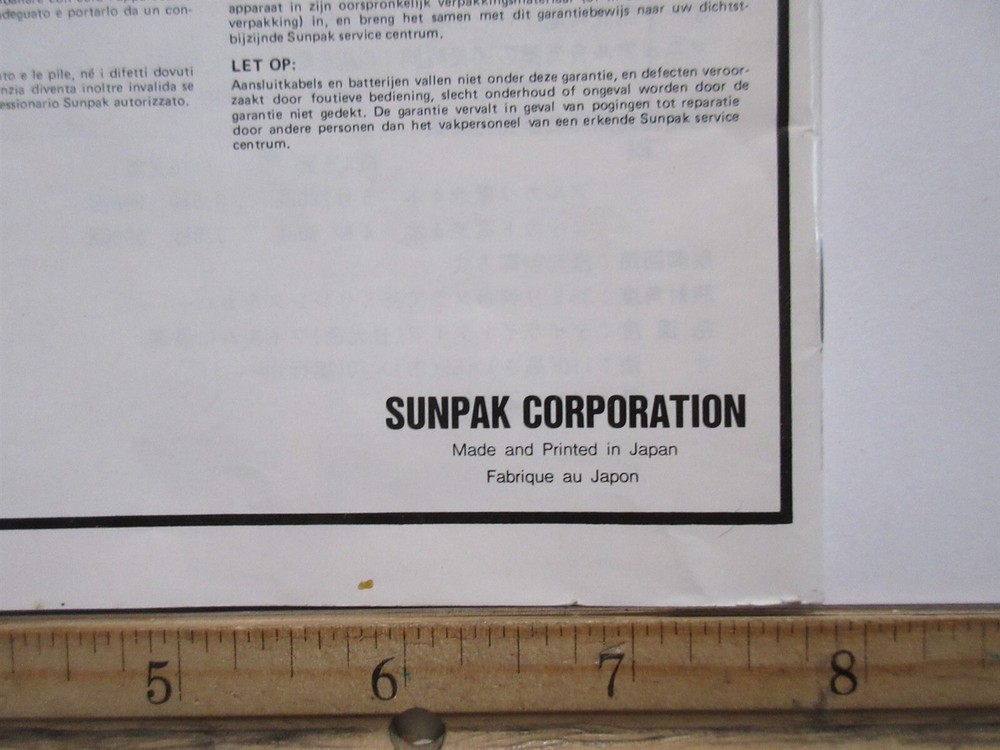 adeguato e portarlo da un con-
to e le pile, né i difetti dovuti
nzia diventa inoltre invalida se
essionario Sunpak autorizzato.
apparaat in zijn oorspronkelijk
verpakking) in, en breng het samen met dit garantiebewijs naar uw dichtst-
bijzijnde Sunpak service centrum.
LET OP:
Aansluitkabels en batterijen vallen niet onder deze garantie, en defecten veroor-
zaakt door foutieve bediening, slecht onderhoud of ongeval worden door de
garantie niet gedekt. De garantie vervalt in geval van pogingen tot reparatie
door andere personen dan het vakpersoneel van een erkende Sunpak service
centrum.
SUNPAK CORPORATION
Made and Printed in Japan
Fabrique au Japon
5 6 7 8